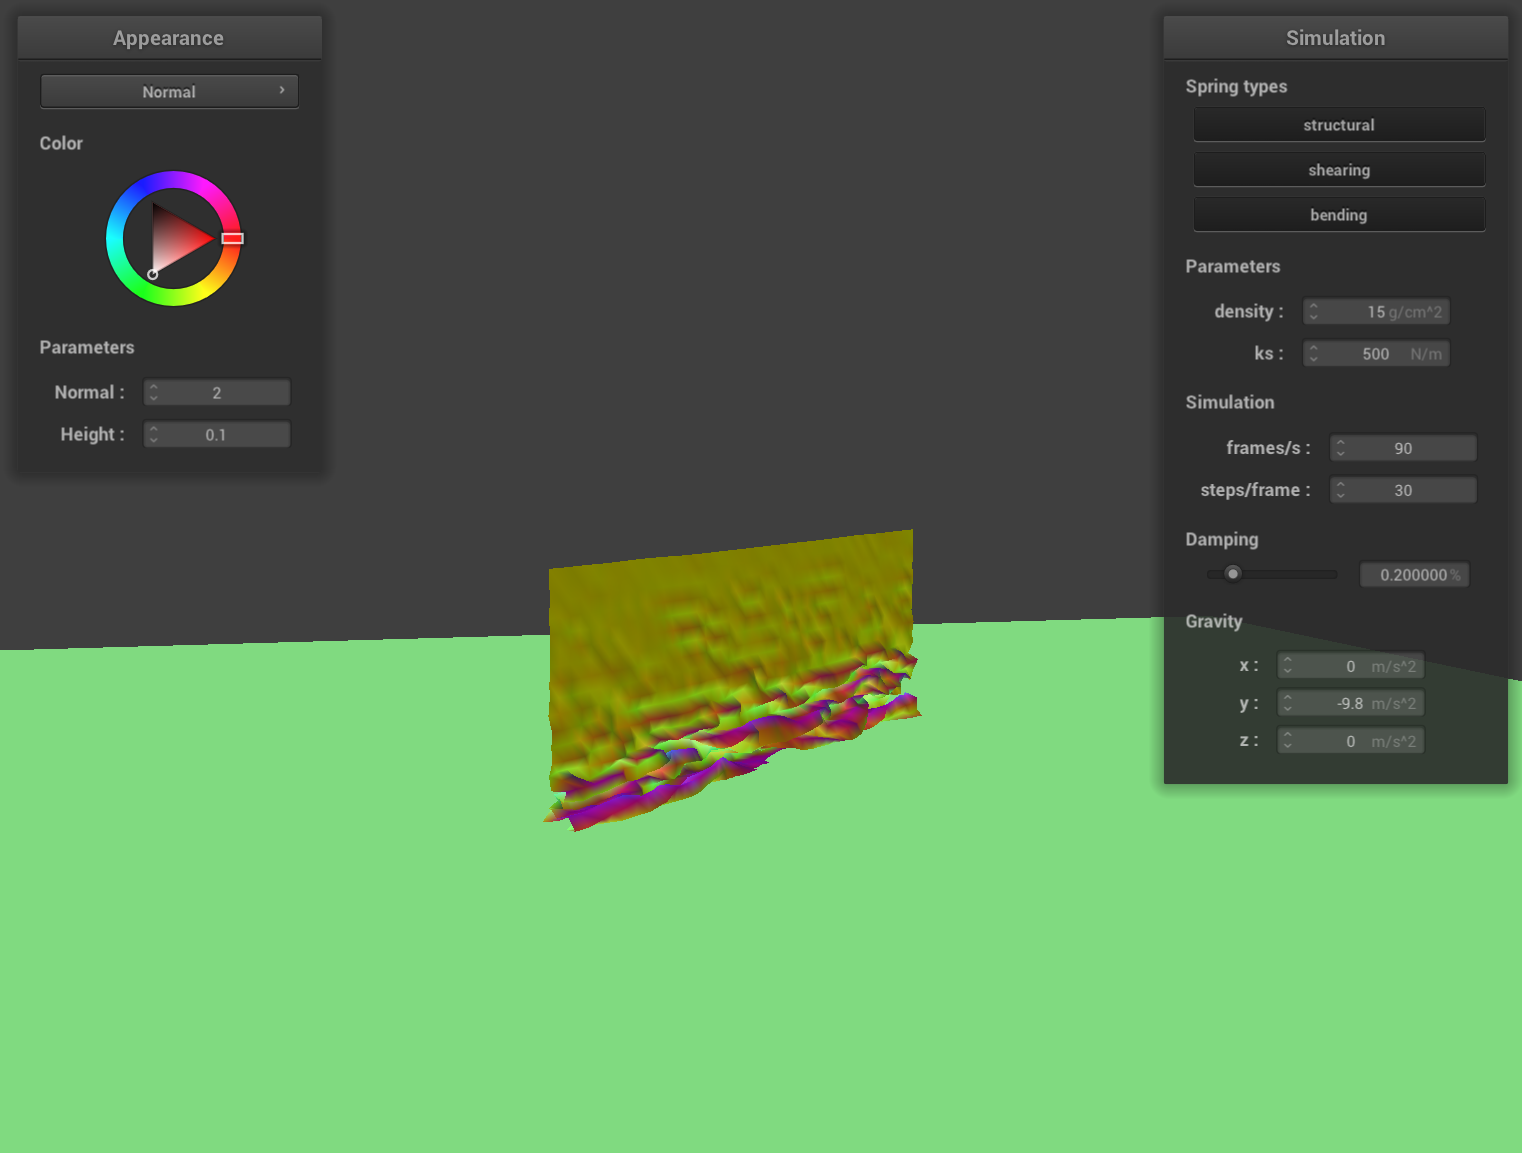 Appearance
Normal
Color
Parameters
Normal : 2
Height : 0.1
Simulation
Spring types
structural
shearing
bending
Parameters
density : 15 g/cm^2
ks : 500 N/m
Simulation
frames/s : 90
steps/frame : 30
Damping
0.200000 %
Gravity
x : 0 m/s^2
y : -9.8 m/s^2
z : 0 m/s^2